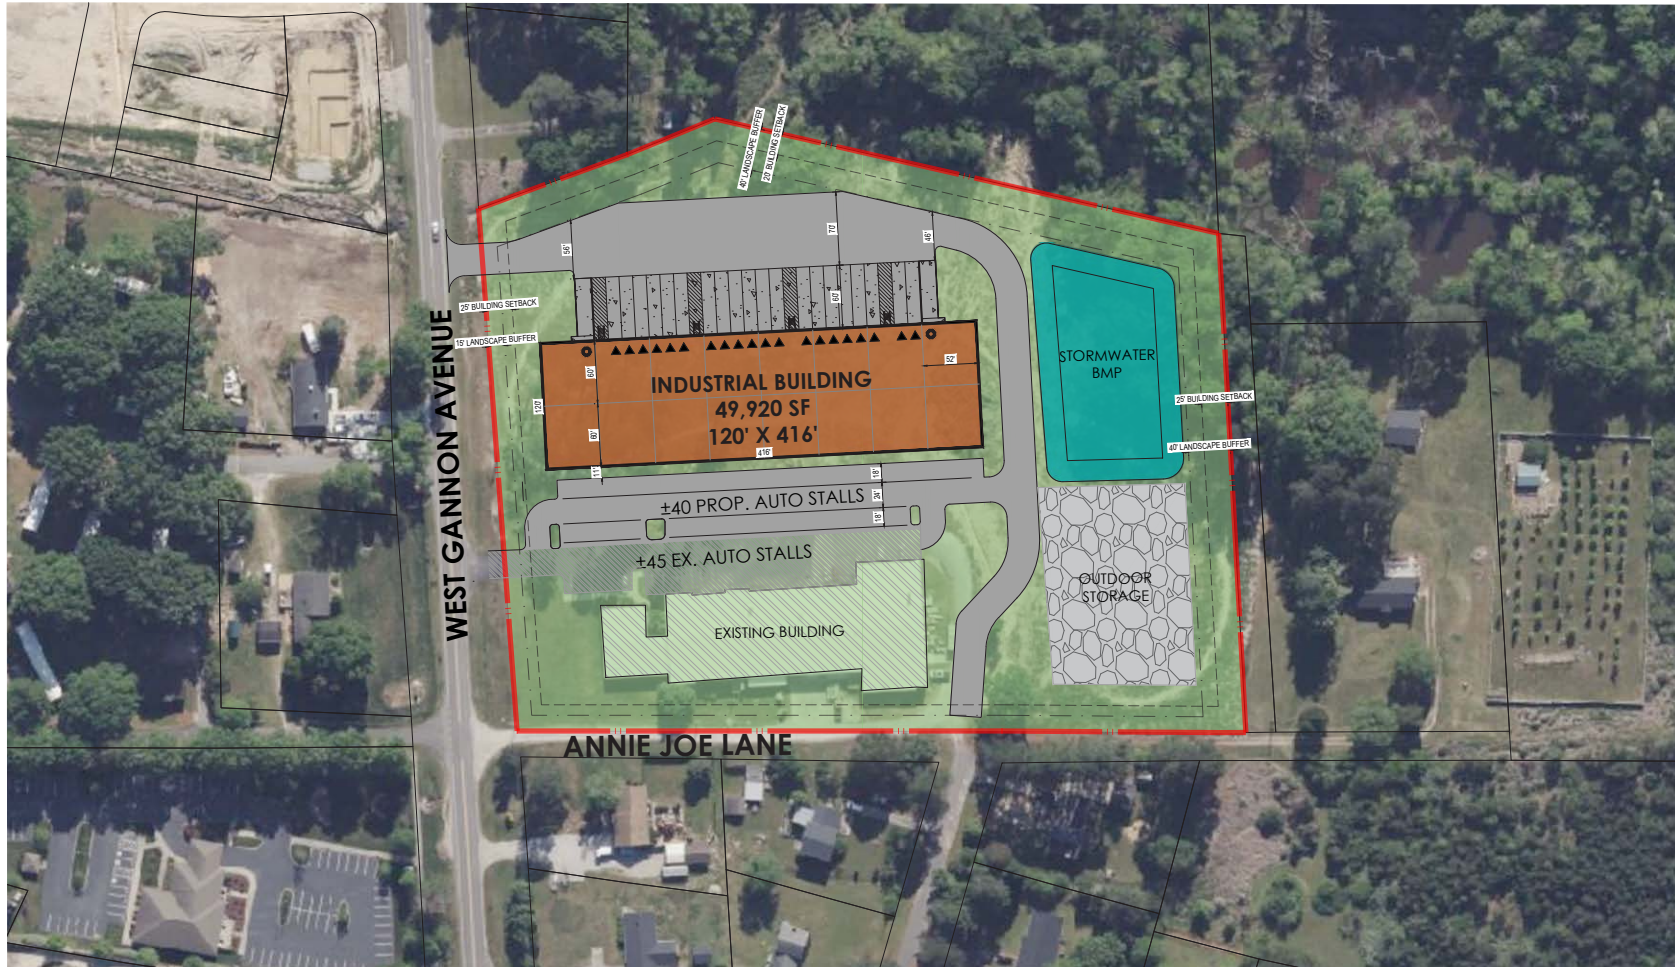 40' LANDSCAPE BUFFER
20' BUILDING SETBACK
56'
70'
46'
60'
25' BUILDING SETBACK
15' LANDSCAPE BUFFER
WEST GANNON AVENUE
120'
60'
60'
52'
INDUSTRIAL BUILDING
49,920 SF
120' X 416'
416'
11'
STORMWATER
BMP
25' BUILDING SETBACK
40' LANDSCAPE BUFFER
18'
24'
18'
±40 PROP. AUTO STALLS
±45 EX. AUTO STALLS
EXISTING BUILDING
OUTDOOR
STORAGE
ANNIE JOE LANE